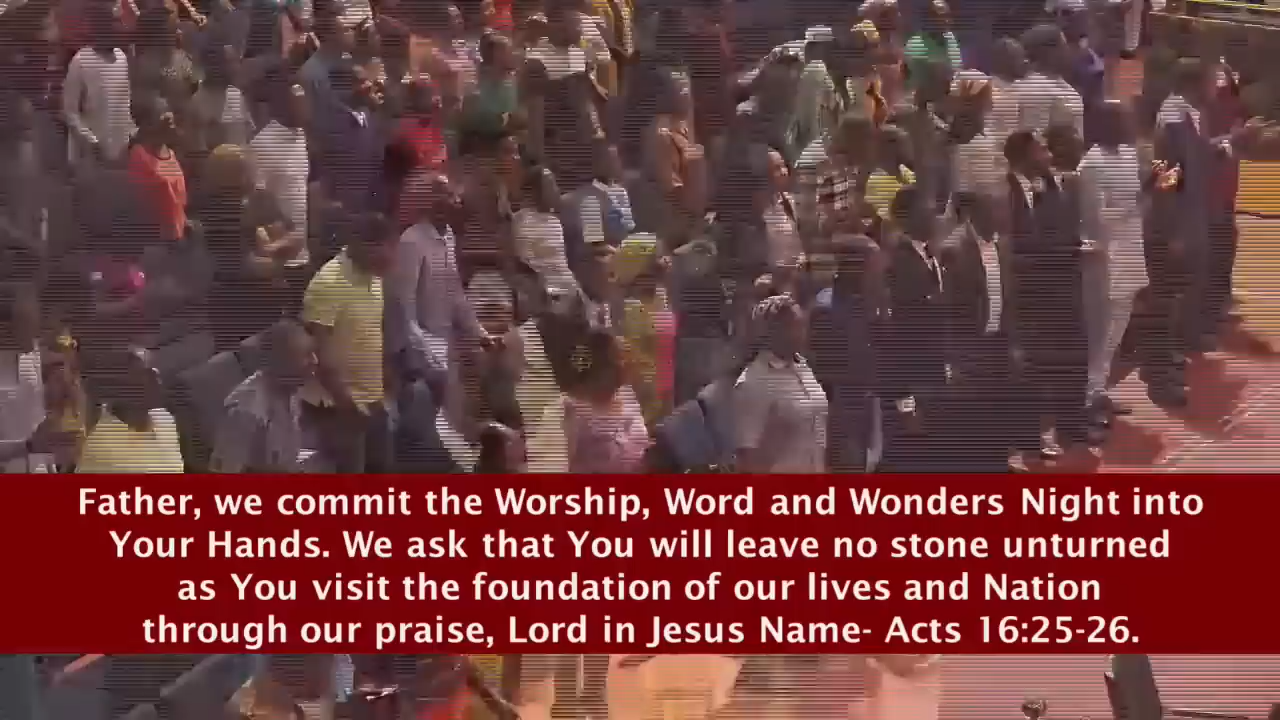 Father, we commit the Worship, Word and Wonders Night into
Your Hands. We ask that You will leave no stone unturned
as You visit the foundation of our lives and Nation
through our praise, Lord in Jesus Name- Acts 16:25-26.